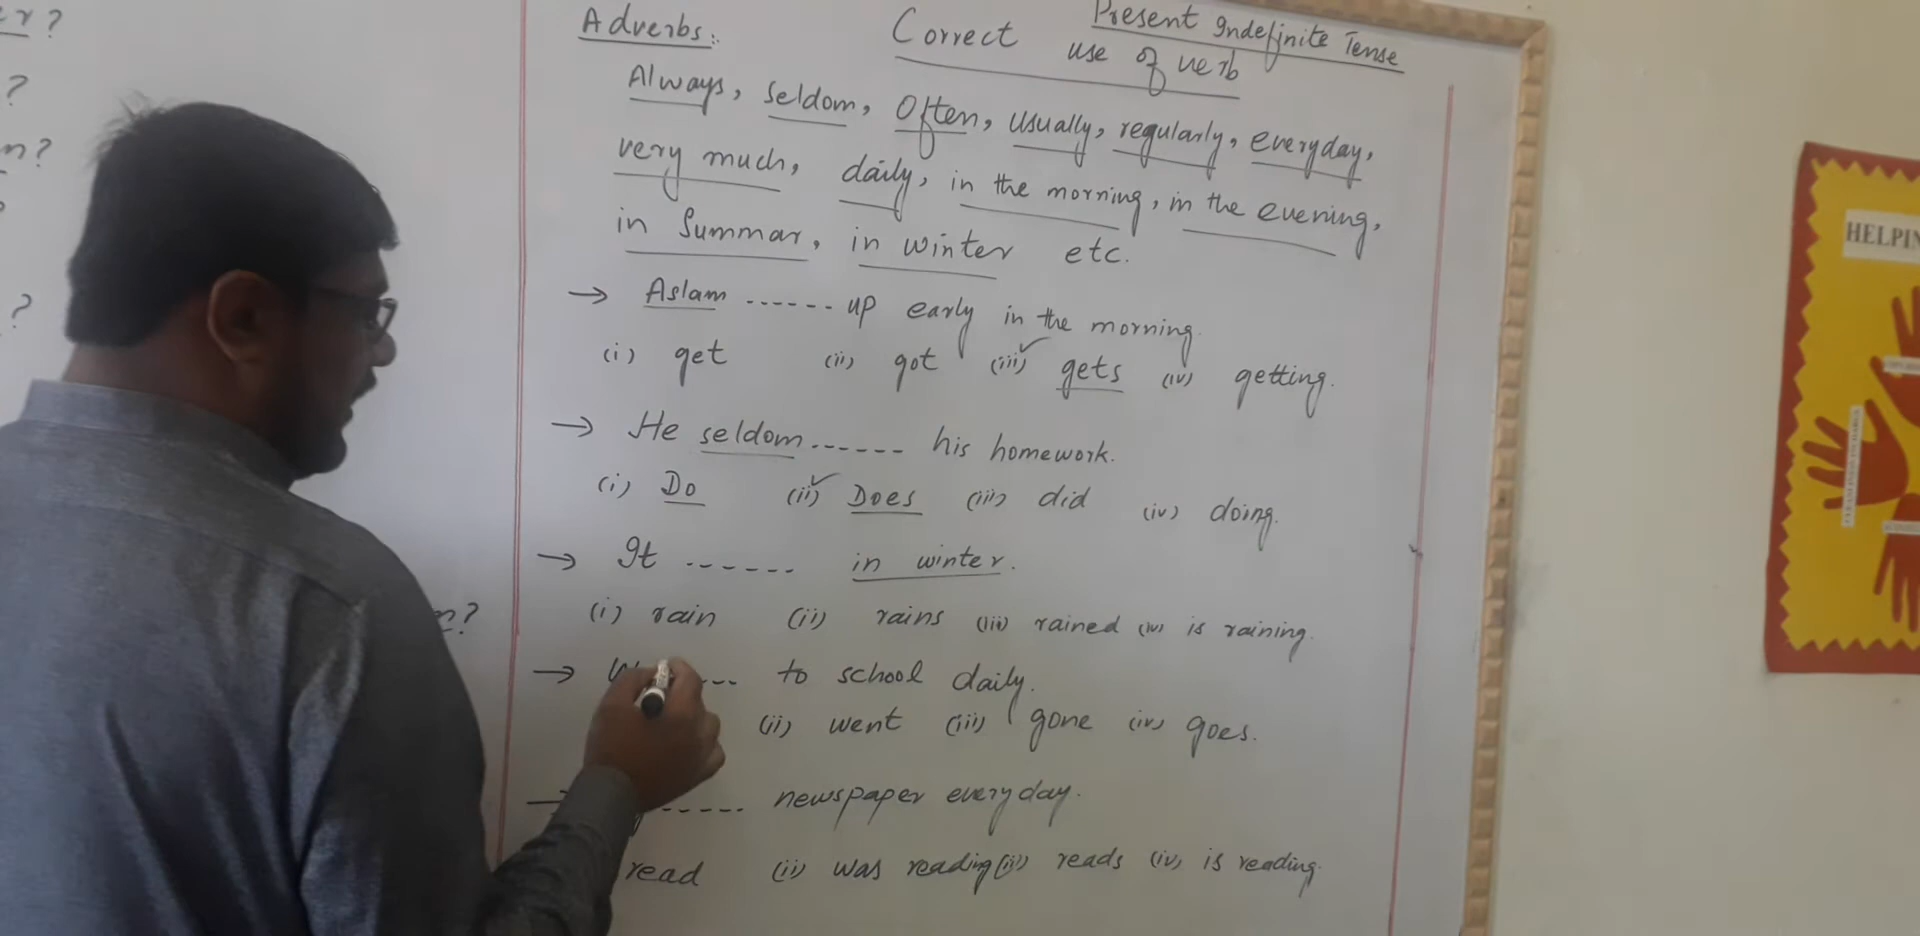 Adverbs:
Correct use of verb
Present Indefinite Tense
Always, seldom, Often, usually, regularly, everyday,
very much, daily, in the morning, in the evening,
in Summar, in winter etc.
→ Aslam ------ up early in the morning.
(i) get (ii) got (iii) ✓ gets (iv) getting.
→ He seldom ------ his homework.
(i) Do (ii) ✓ Does (iii) did (iv) doing.
→ It ------ in winter.
(i) rain (ii) rains (iii) rained (iv) is raining.
→ --- to school daily.
(ii) went (iii) gone (iv) goes.
------ newspaper everyday.
read (ii) was reading (iii) reads (iv) is reading.